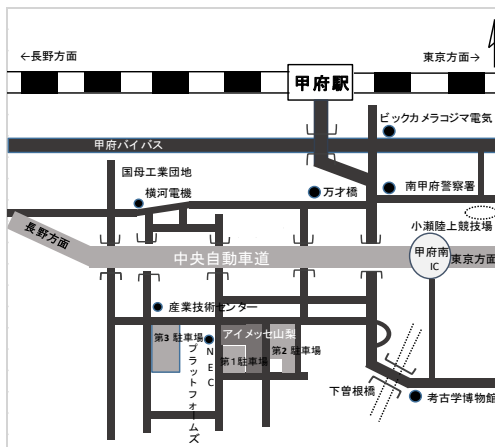 ←長野方面
東京方面→
甲府駅
ビックカメラコジマ電気
甲府バイパス
国母工業団地
横河電機
万才橋
南甲府警察署
小瀬陸上競技場
長野方面
中央自動車道
甲府南
IC
東京方面
産業技術センター
アイメッセ山梨
第3 駐車場
第1駐車場
第2 駐車場
NEC
プラットフォームズ
下曽根橋
考古学博物館